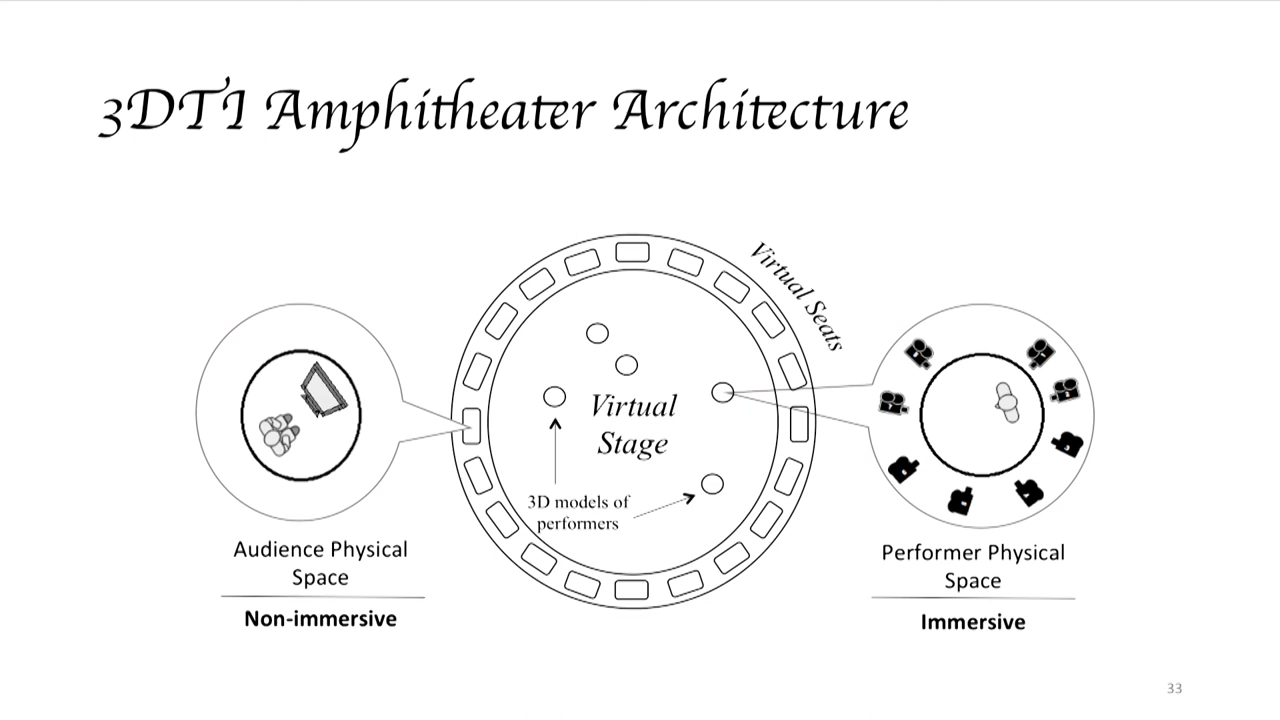 3DTI Amphitheater Architecture
Virtual Seats
Virtual
Stage
3D models of
performers
Audience Physical
Space
Non-immersive
Performer Physical
Space
Immersive
33